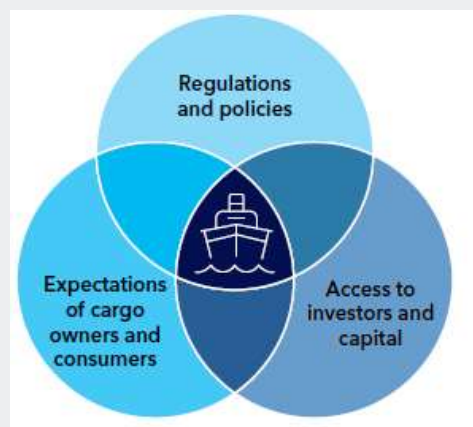 Regulations
and policies
Expectations
of cargo
owners and
consumers
Access to
investors and
capital